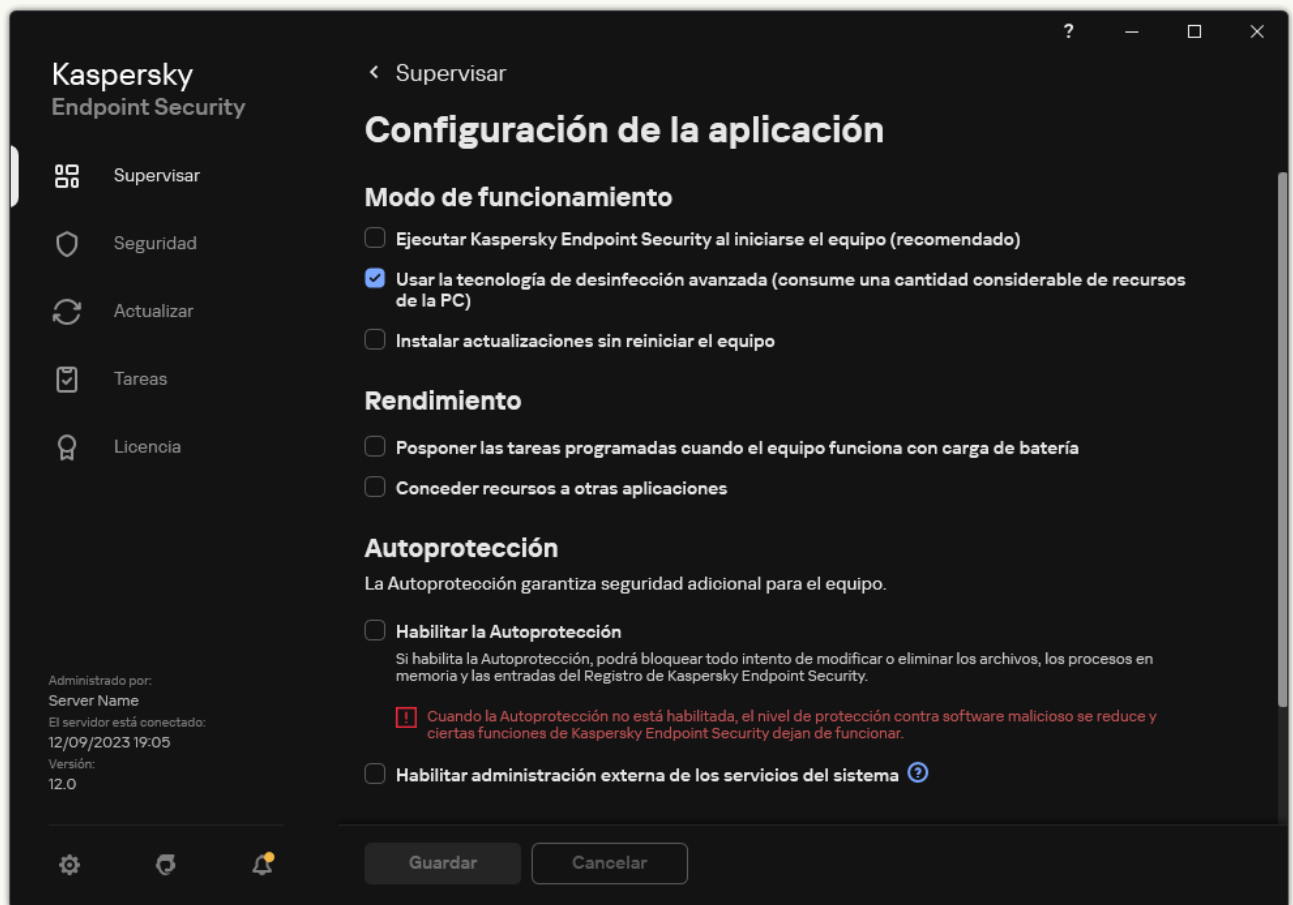 ?
Kaspersky
Endpoint Security
Supervisar
Seguridad
Actualizar
Tareas
Licencia
Administrado por:
Server Name
El servidor está conectado:
12/09/2023 19:05
Versión:
12.0
Supervisar
Configuración de la aplicación
Modo de funcionamiento
Ejecutar Kaspersky Endpoint Security al iniciarse el equipo (recomendado)
Usar la tecnología de desinfección avanzada (consume una cantidad considerable de recursos
de la PC)
Instalar actualizaciones sin reiniciar el equipo
Rendimiento
Posponer las tareas programadas cuando el equipo funciona con carga de batería
Conceder recursos a otras aplicaciones
Autoprotección
La Autoprotección garantiza seguridad adicional para el equipo.
Habilitar la Autoprotección
Si habilita la Autoprotección, podrá bloquear todo intento de modificar o eliminar los archivos, los procesos en
memoria y las entradas del Registro de Kaspersky Endpoint Security.
Cuando la Autoprotección no está habilitada, el nivel de protección contra software malicioso se reduce y
ciertas funciones de Kaspersky Endpoint Security dejan de funcionar.
Habilitar administración externa de los servicios del sistema ?
Guardar
Cancelar